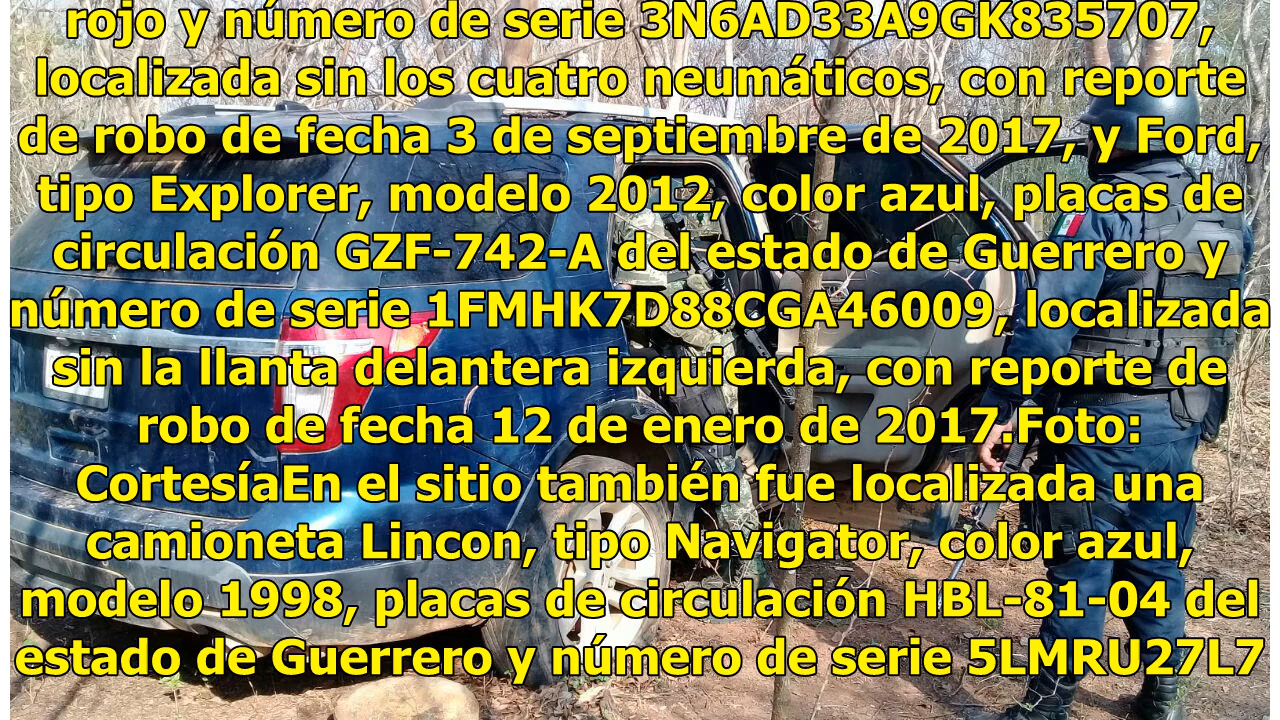 rojo y número de serie 3N6AD33A9GK835707,
localizada sin los cuatro neumáticos, con reporte
de robo de fecha 3 de septiembre de 2017, y Ford,
tipo Explorer, modelo 2012, color azul, placas de
circulación GZF-742-A del estado de Guerrero y
número de serie 1FMHK7D88CGA46009, localizada
sin la llanta delantera izquierda, con reporte de
robo de fecha 12 de enero de 2017.Foto:
CortesíaEn el sitio también fue localizada una
camioneta Lincon, tipo Navigator, color azul,
modelo 1998, placas de circulación HBL-81-04 del
estado de Guerrero y número de serie 5LMRU27L7